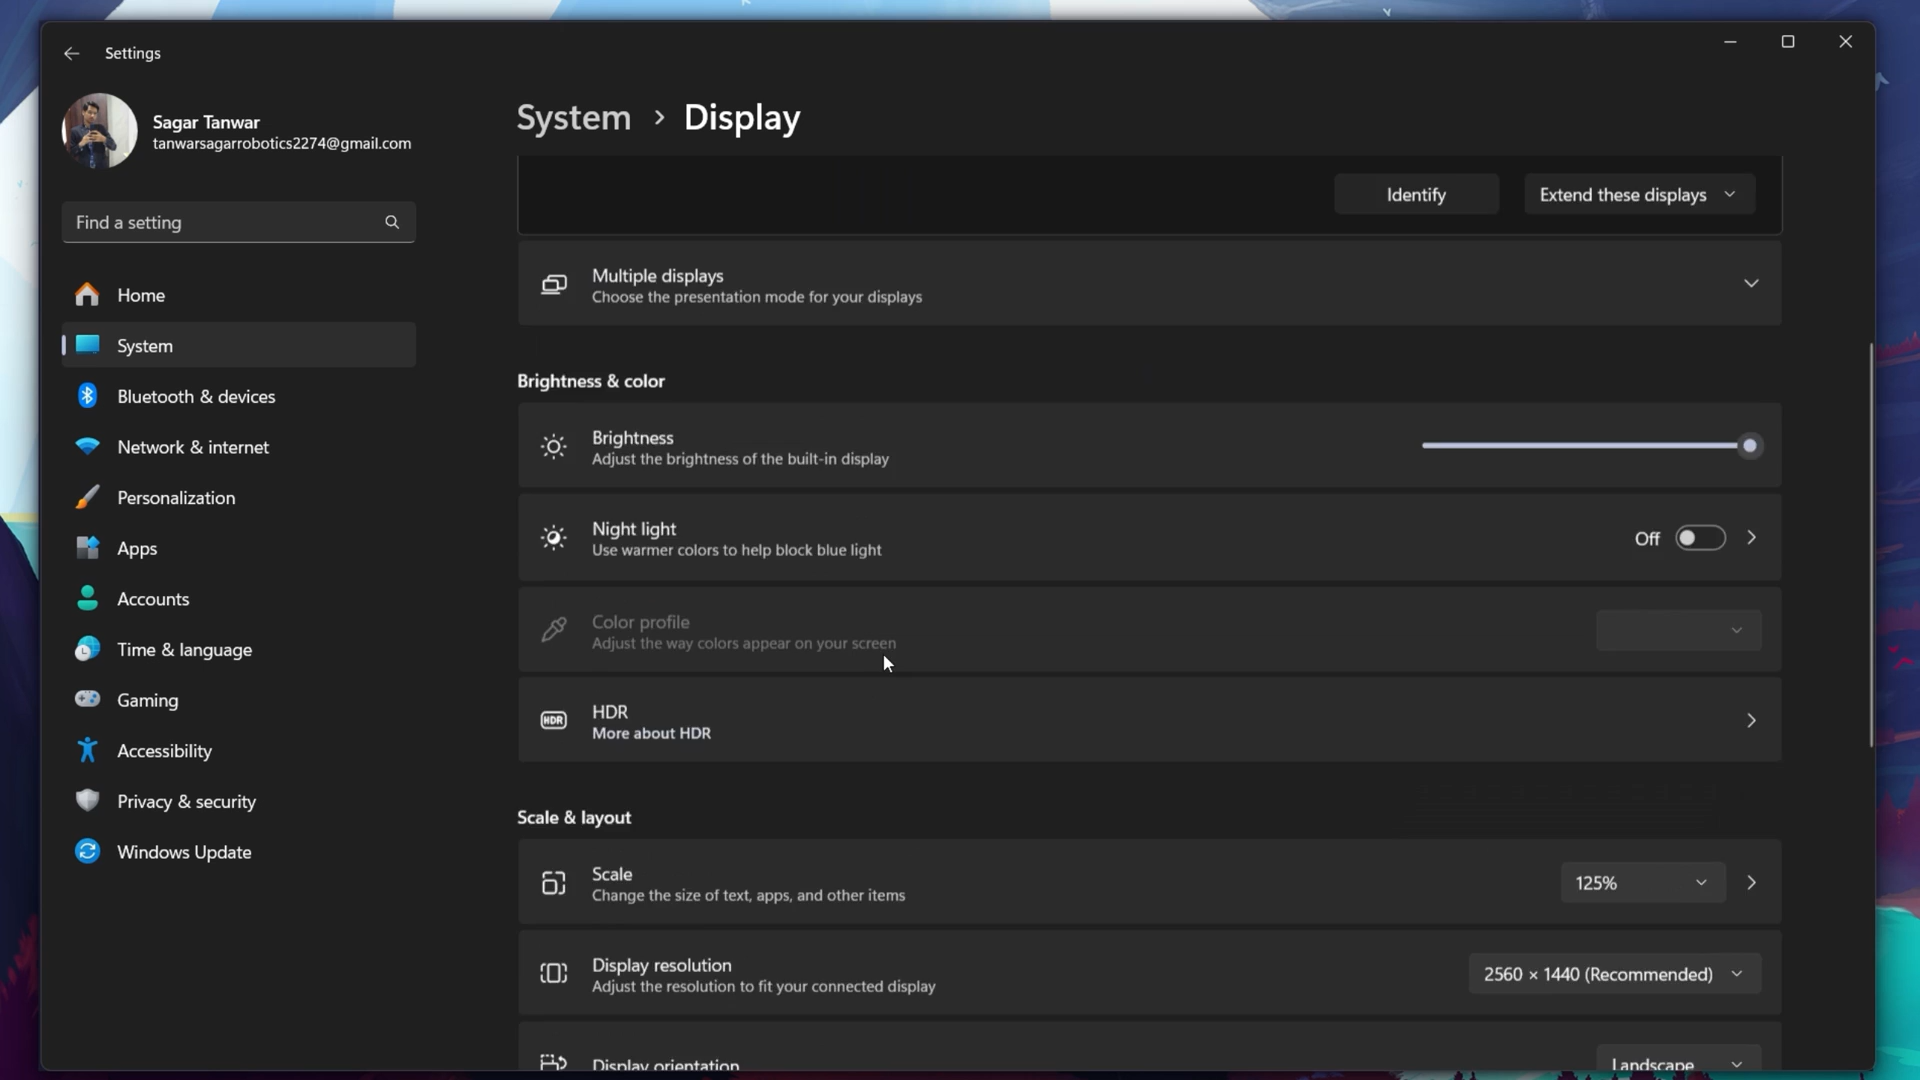 Settings
Sagar Tanwar
tanwarsagarrobotics2274@gmail.com
Find a setting
Home
System
Bluetooth & devices
Network & internet
Personalization
Apps
Accounts
Time & language
Gaming
Accessibility
Privacy & security
Windows Update
System > Display
Identify
Extend these displays
Multiple displays
Choose the presentation mode for your displays
Brightness & color
Brightness
Adjust the brightness of the built-in display
Night light
Use warmer colors to help block blue light
Off
Color profile
Adjust the way colors appear on your screen
HDR
HDR
More about HDR
Scale & layout
Scale
Change the size of text, apps, and other items
125%
Display resolution
Adjust the resolution to fit your connected display
2560 × 1440 (Recommended)
Display orientation
Landscape